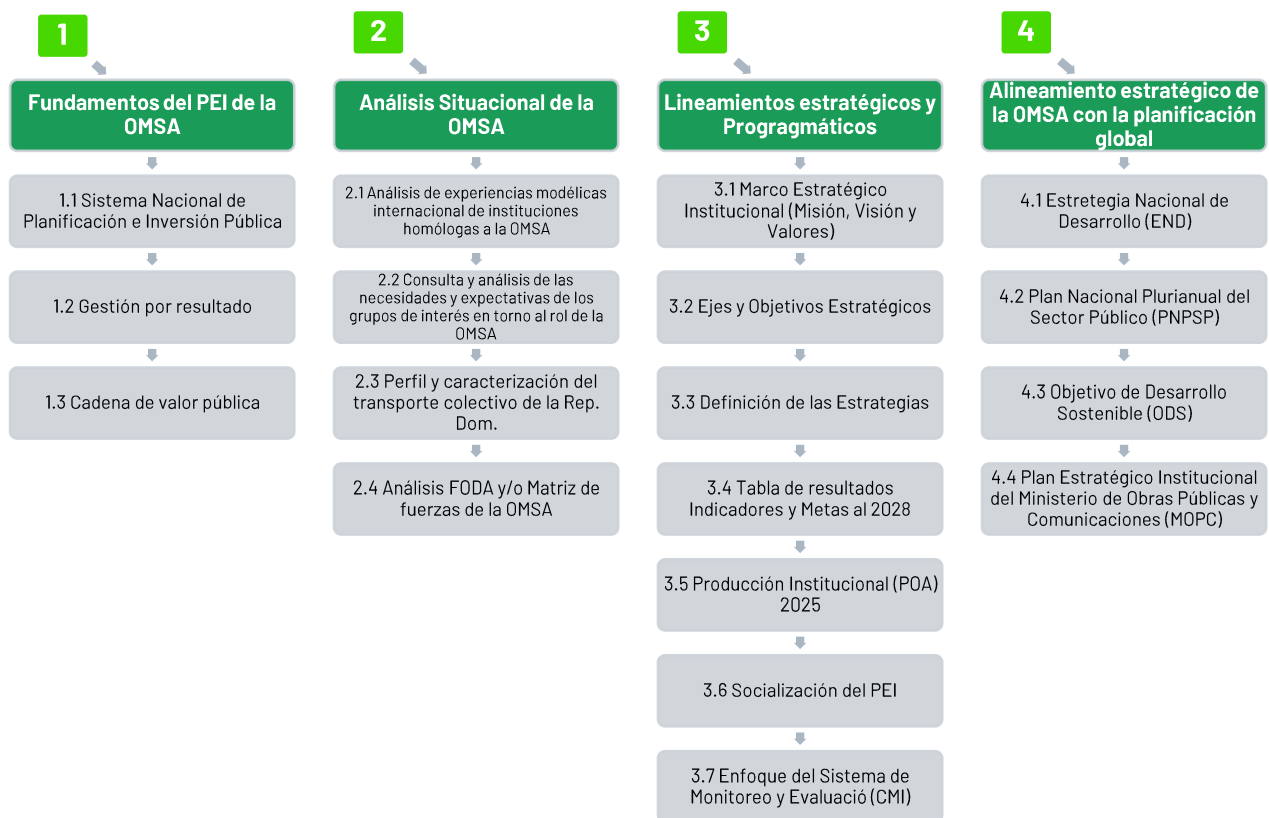 1
Fundamentos del PEI de la
OMSA
1.1 Sistema Nacional de
Planificación e Inversión Pública
1.2 Gestión por resultado
1.3 Cadena de valor pública
2
Análisis Situacional de la
OMSA
2.1 Análisis de experiencias modélicas
internacional de instituciones
homólogas a la OMSA
2.2 Consulta y análisis de las
necesidades y expectativas de los
grupos de interés en torno al rol de la
OMSA
2.3 Perfil y caracterización del
transporte colectivo de la Rep.
Dom.
2.4 Análisis FODA y/o Matriz de
fuerzas de la OMSA
3
Lineamientos estratégicos y
Progragmáticos
3.1 Marco Estratégico
Institucional (Misión, Visión y
Valores)
3.2 Ejes y Objetivos Estratégicos
3.3 Definición de las Estrategias
3.4 Tabla de resultados
Indicadores y Metas al 2028
3.5 Producción Institucional (POA)
2025
3.6 Socialización del PEI
3.7 Enfoque del Sistema de
Monitoreo y Evaluació (CMI)
4
Alineamiento estratégico de
la OMSA con la planificación
global
4.1 Estretegia Nacional de
Desarrollo (END)
4.2 Plan Nacional Plurianual del
Sector Público (PNPSP)
4.3 Objetivo de Desarrollo
Sostenible (ODS)
4.4 Plan Estratégico Institucional
del Ministerio de Obras Públicas y
Comunicaciones (MOPC)